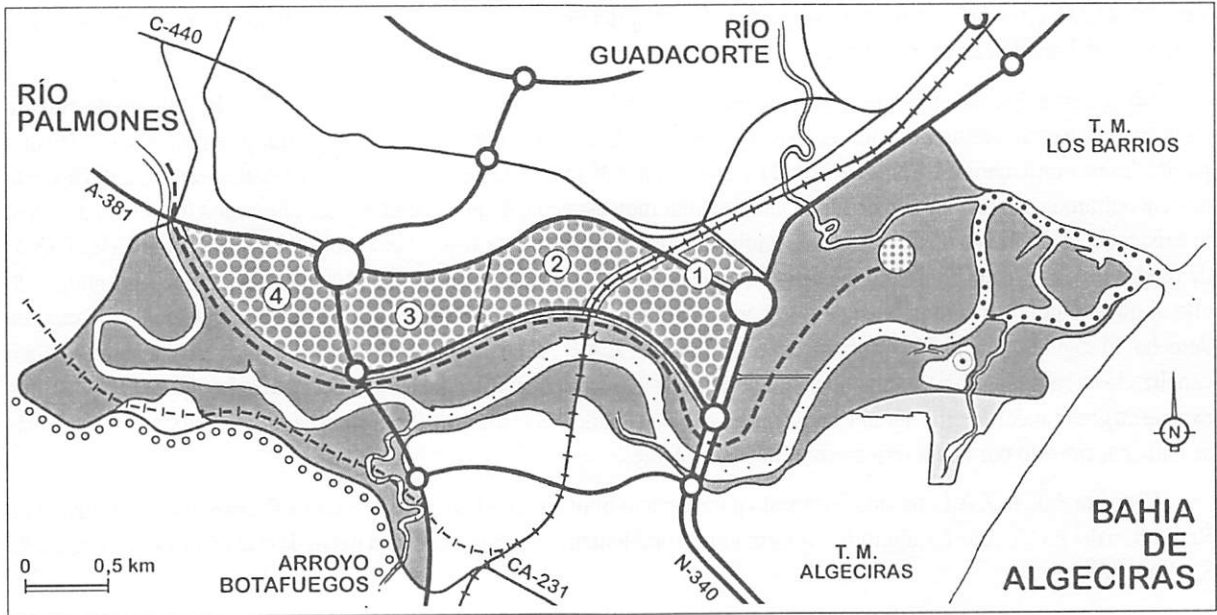 C-440
RÍO
PALMONES
RÍO
GUADACORTE
T. M.
LOS BARRIOS
A-381
1
2
3
4
N
BAHIA
DE
ALGECIRAS
T. M.
ALGECIRAS
ARROYO
BOTAFUEGOS
CA-231
N-340
0
0,5 km